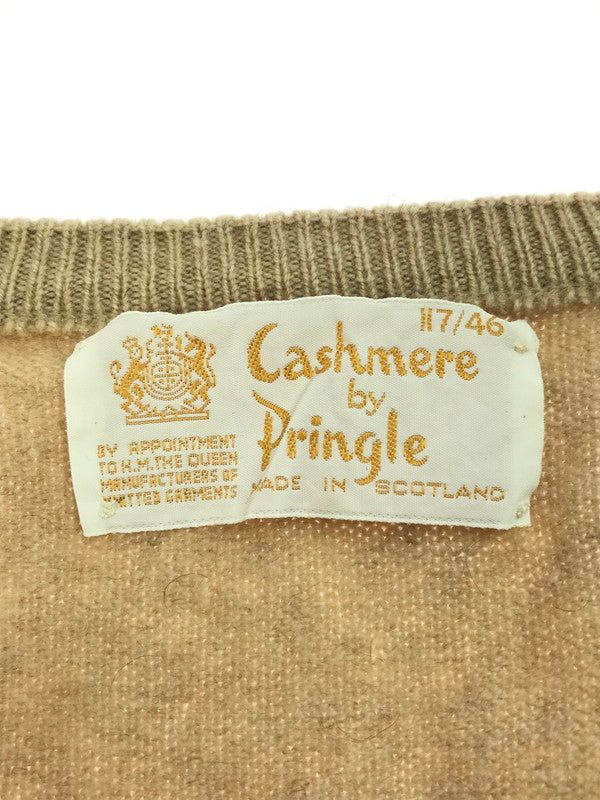 117/46
Cashmere
by
Pringle
MADE IN SCOTLAND
BY APPOINTMENT
TO H.M. THE QUEEN
MANUFACTURERS OF
KNITTED GARMENTS